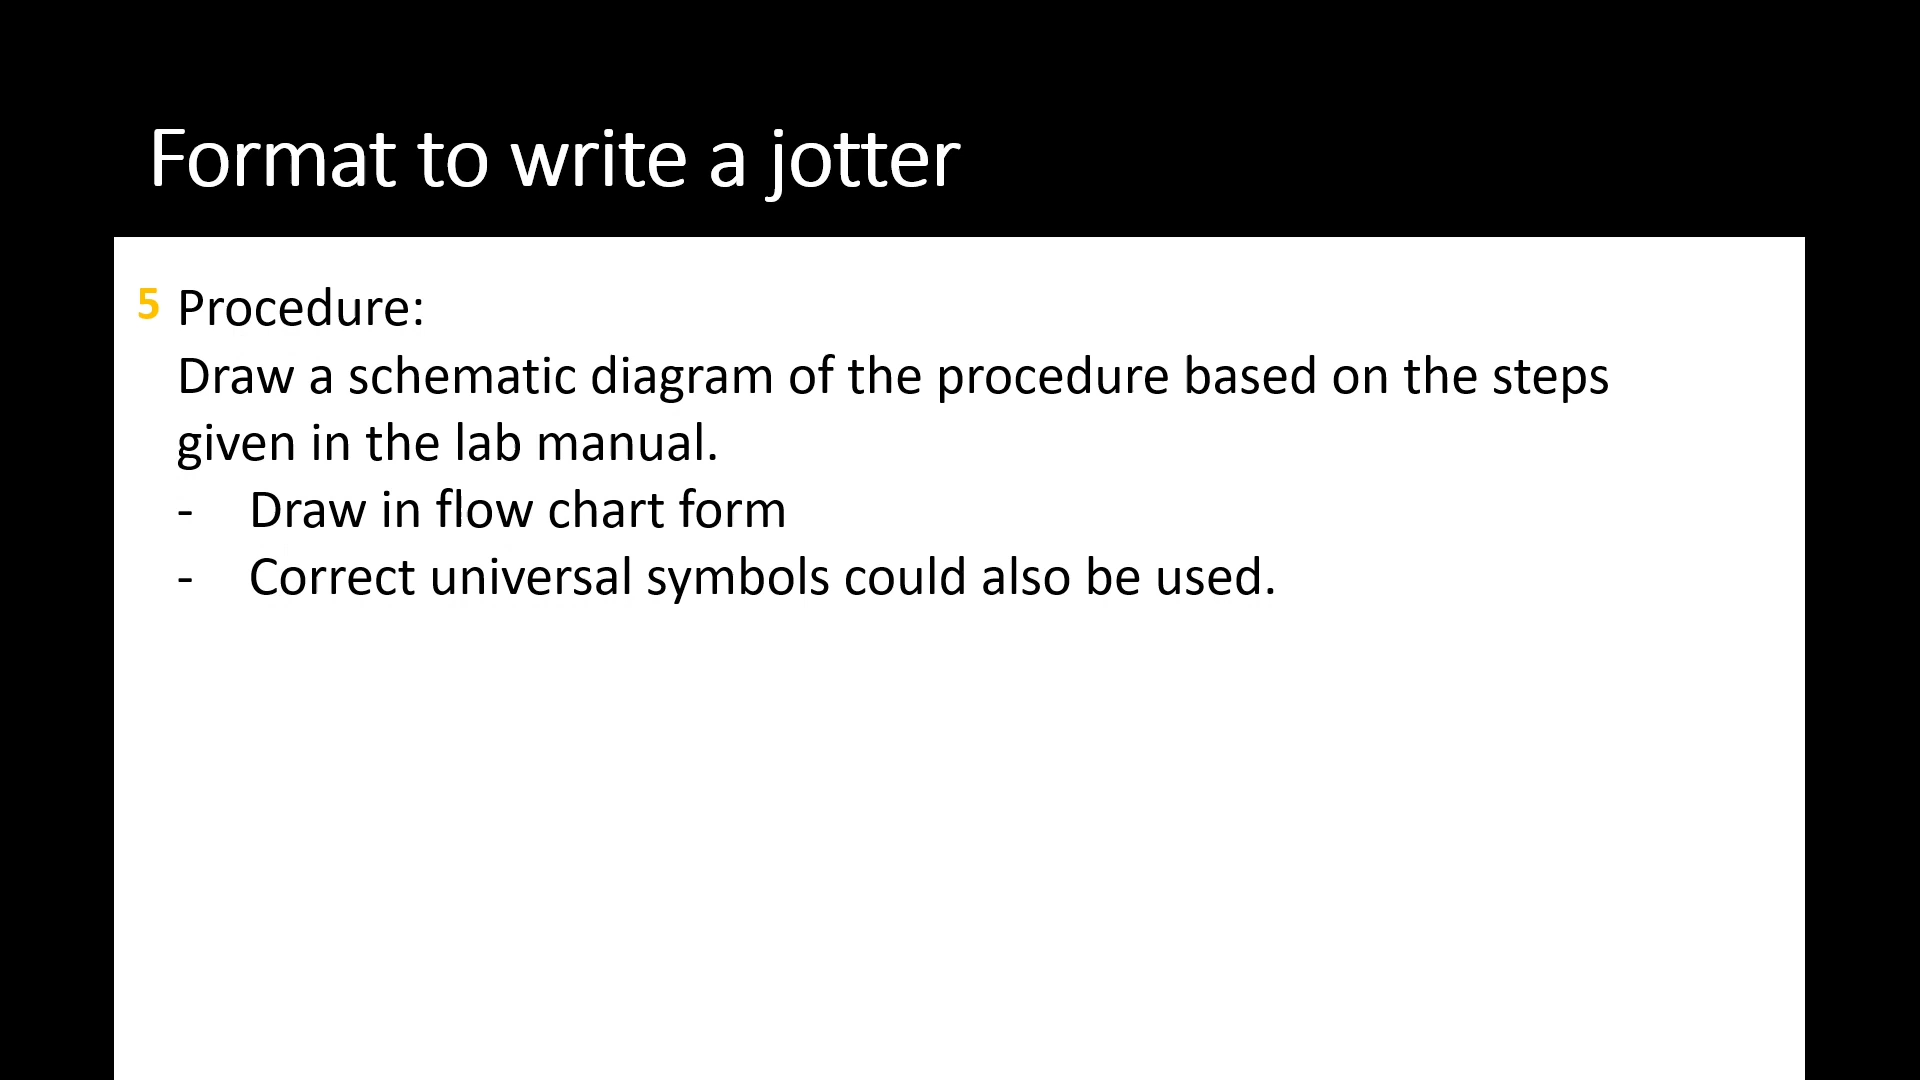 Format to write a jotter
5 Procedure:
Draw a schematic diagram of the procedure based on the steps
given in the lab manual.
- Draw in flow chart form
- Correct universal symbols could also be used.